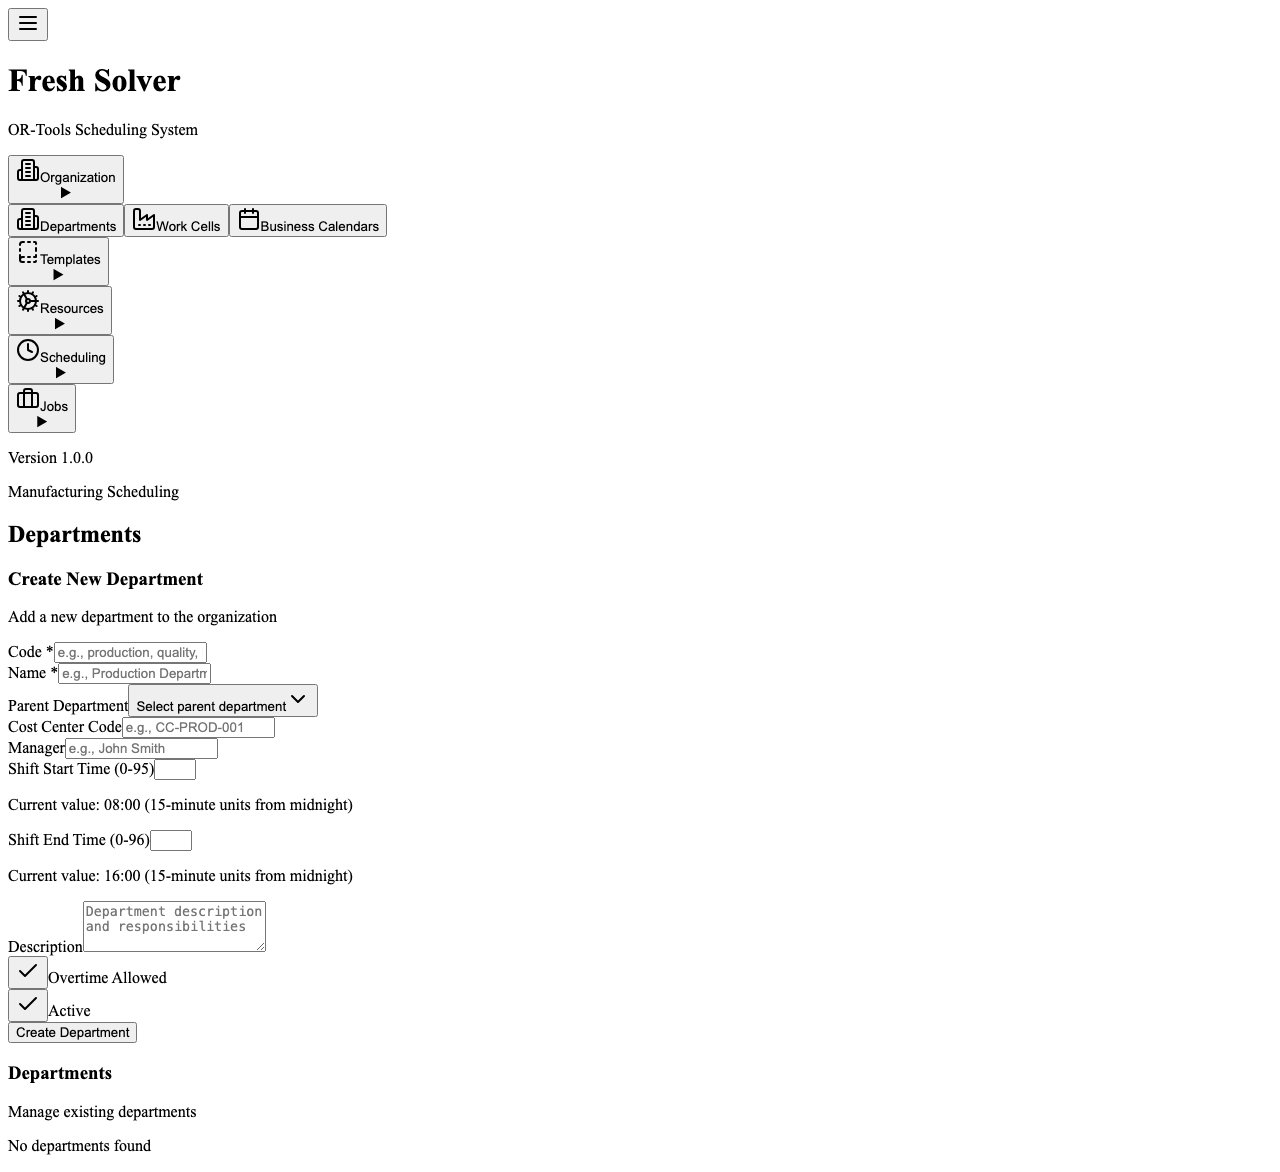 Fresh Solver
OR-Tools Scheduling System
Organization
Departments Work Cells Business Calendars
Templates
Resources
Scheduling
Jobs
Version 1.0.0
Manufacturing Scheduling
Departments
Create New Department
Add a new department to the organization
Code * e.g., production, quality,
Name * e.g., Production Departm
Parent Department Select parent department
Cost Center Code e.g., CC-PROD-001
Manager e.g., John Smith
Shift Start Time (0-95)
Current value: 08:00 (15-minute units from midnight)
Shift End Time (0-96)
Current value: 16:00 (15-minute units from midnight)
Description Department description
and responsibilities
Overtime Allowed
Active
Create Department
Departments
Manage existing departments
No departments found